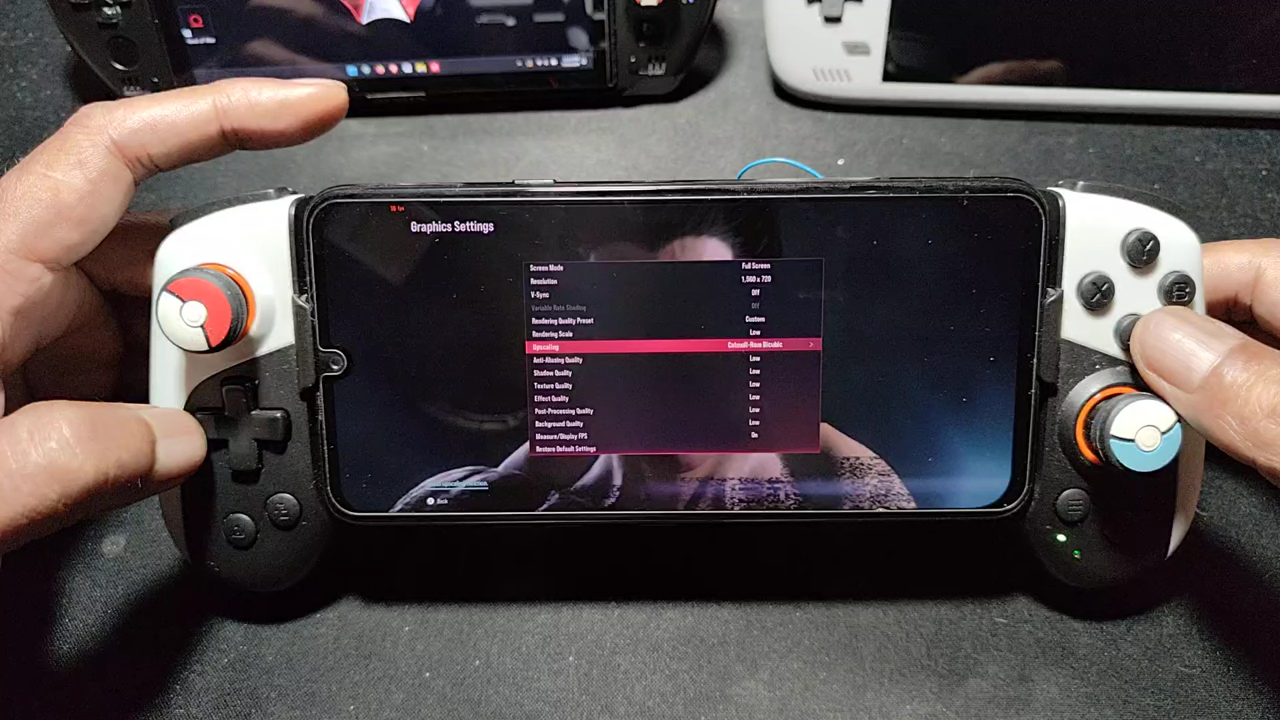 Graphics Settings
Screen Mode Full Screen
Resolution 1,560 x 720
V-Sync Off
Variable Rate Shading Off
Rendering Quality Preset Custom
Rendering Scale Low
Upscaling Catmull-Rom Bicubic >
Anti-Aliasing Quality Low
Shadow Quality Low
Texture Quality Low
Effect Quality Low
Post-Processing Quality Low
Background Quality Low
Measure/Display FPS On
Restore Default Settings
Back
Y
X
B